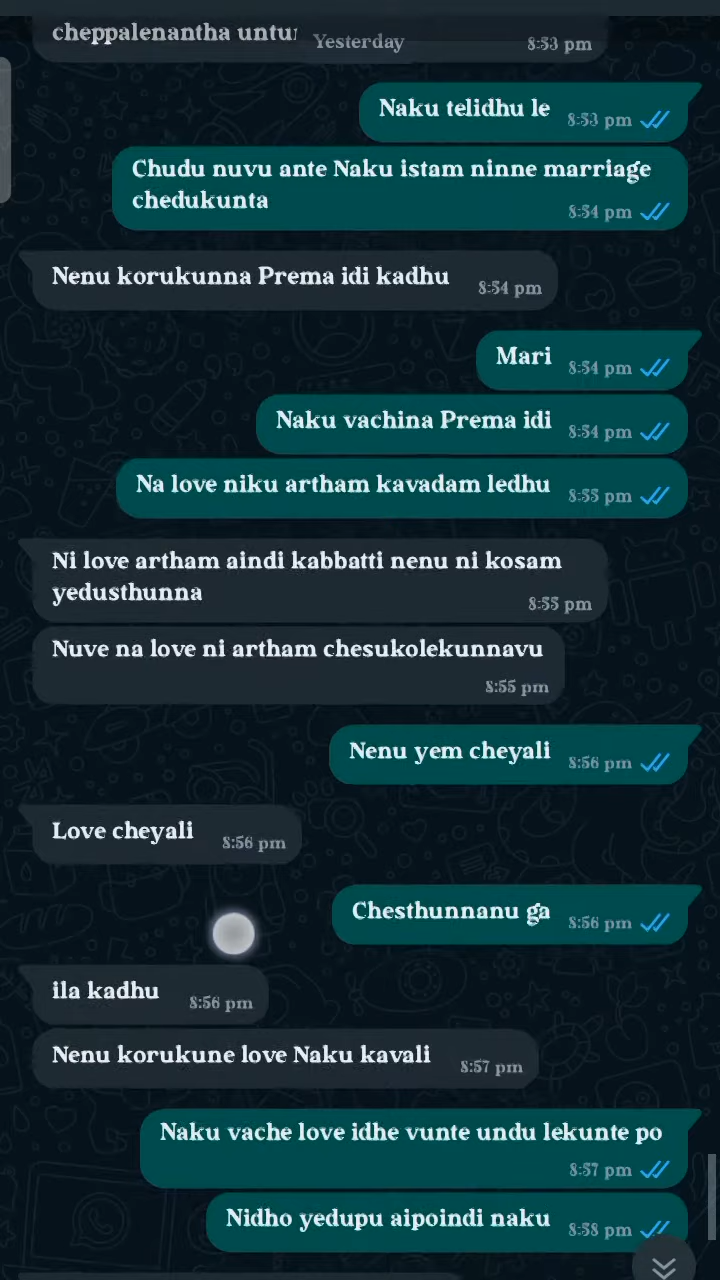 cheppalenantha
Yesterday
8:53 pm
Naku telidhu le
8:53 pm
Chudu nuvu ante Naku istam ninne marriage
chedukunta
8:54 pm
Nenu korukunna Prema idi kadhu
8:54 pm
Mari
8:54 pm
Naku vachina Prema idi
8:54 pm
Na love niku artham kavadam ledhu
8:55 pm
Ni love artham aindi kabbatti nenu ni kosam
yedusthunna
8:55 pm
Nuve na love ni artham chesukolekunnavu
8:55 pm
Nenu yem cheyali
8:56 pm
Love cheyali
8:56 pm
Chesthunnanu ga
8:56 pm
ila kadhu
8:56 pm
Nenu korukune love Naku kavali
8:57 pm
Naku vache love idhe vunte undu lekunte po
8:57 pm
Nidho yedupu aipoindi naku
8:58 pm